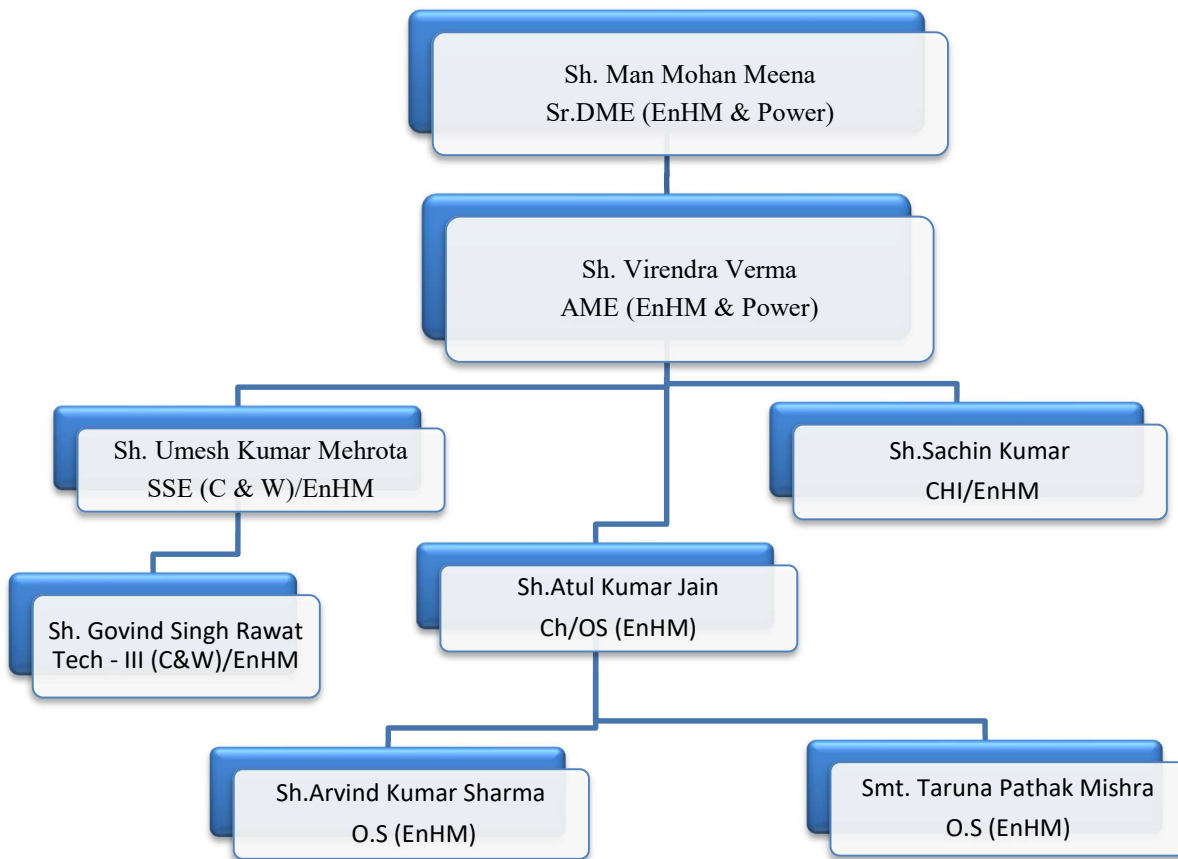 Sh. Man Mohan Meena
Sr.DME (EnHM & Power)
Sh. Virendra Verma
AME (EnHM & Power)
Sh. Umesh Kumar Mehrota
SSE (C & W)/EnHM
Sh.Sachin Kumar
CHI/EnHM
Sh.Atul Kumar Jain
Ch/OS (EnHM)
Sh. Govind Singh Rawat
Tech - III (C&W)/EnHM
Sh.Arvind Kumar Sharma
O.S (EnHM)
Smt. Taruna Pathak Mishra
O.S (EnHM)